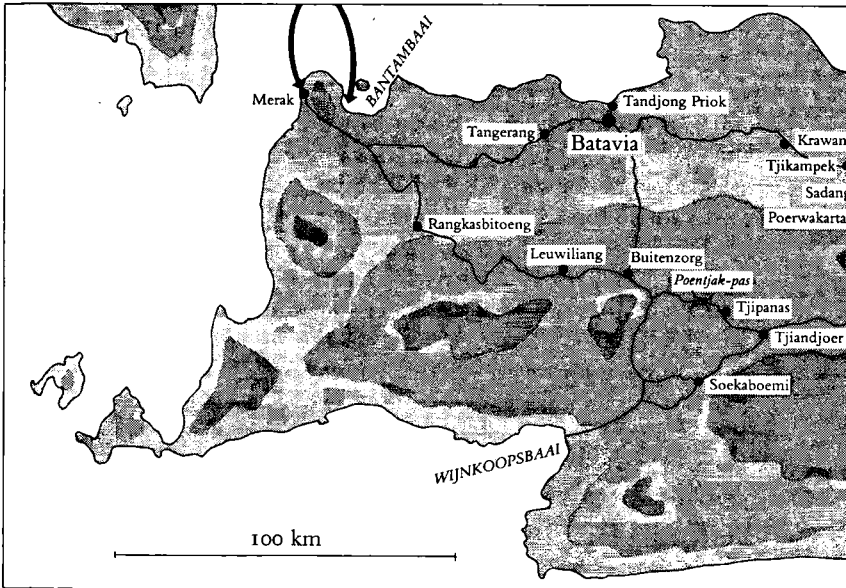 BANTAMBAAI
Merak
Tandjong Priok
Tangerang
Batavia
Krawan
Tjikampek
Sadang
Poerwakarta
Rangkasbitoeng
Leuwiliang
Buitenzorg
Poentjak-pas
Tjipanas
Tjiandjoer
Soekaboemi
WIJNKOOPSBAAI
100 km